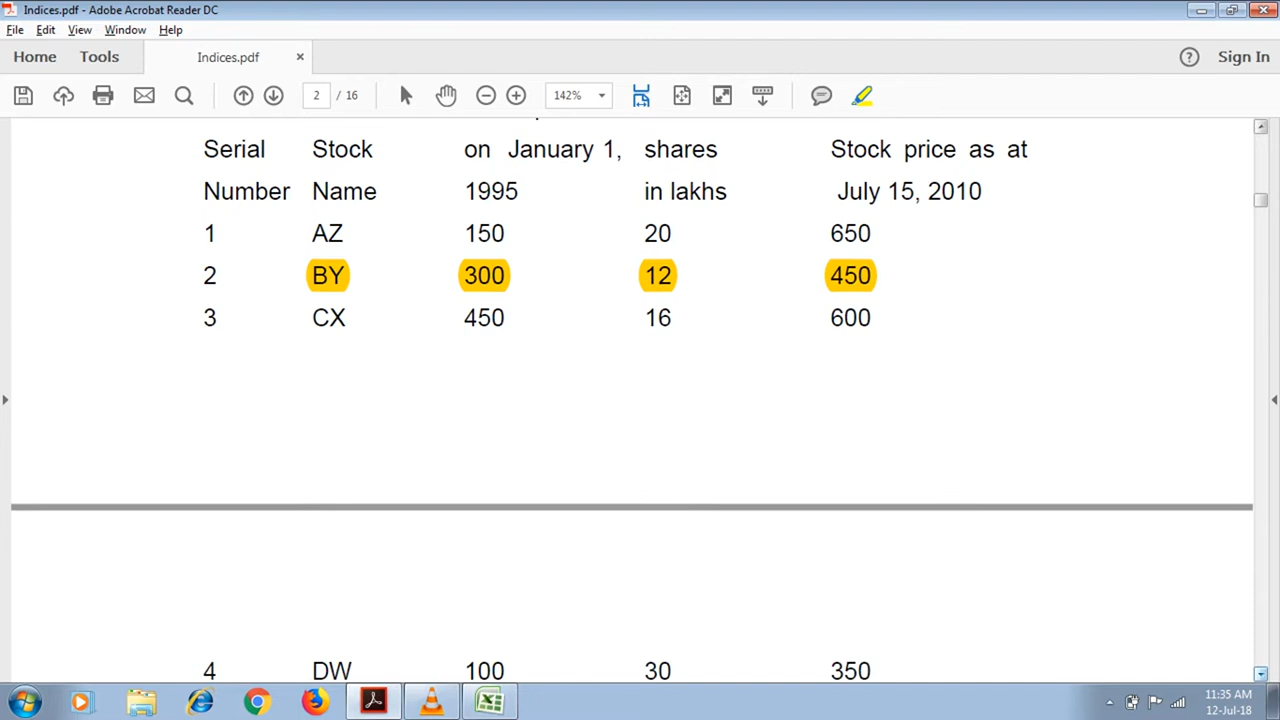 Indices.pdf - Adobe Acrobat Reader DC
File Edit View Window Help
Home Tools Indices.pdf × ? Sign In
2 / 16 142%
Serial Stock on January 1, shares Stock price as at
Number Name 1995 in lakhs July 15, 2010
1 AZ 150 20 650
2 BY 300 12 450
3 CX 450 16 600
4 DW 100 30 350
11:35 AM
12-Jul-18